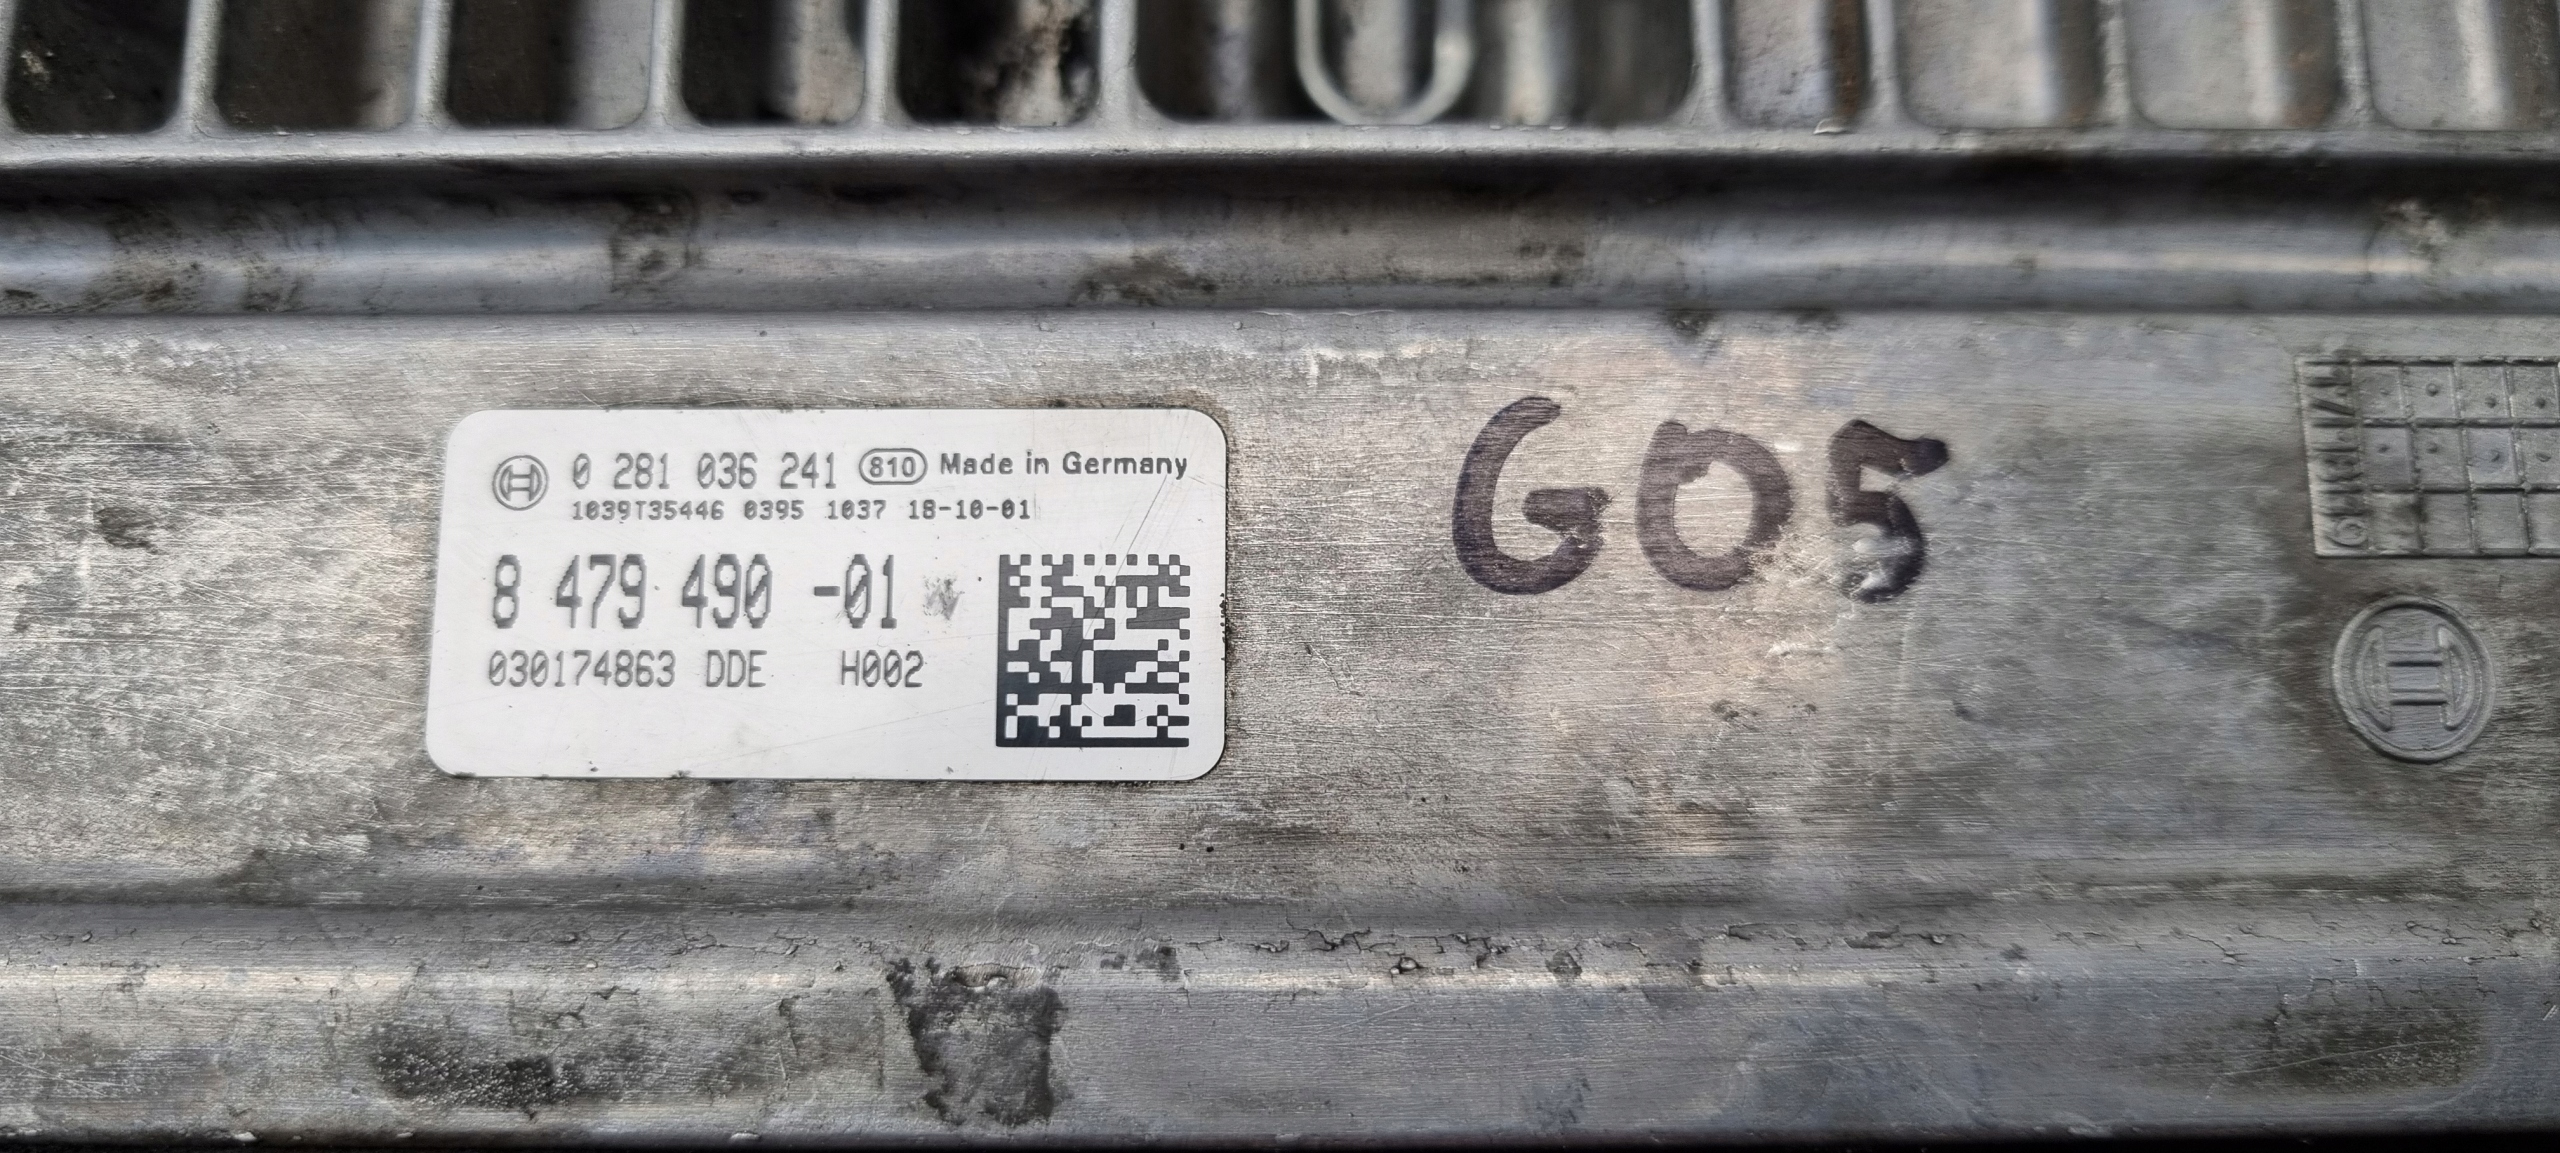 0 281 036 241 810 Made in Germany
1039T35446 0395 1037 18-10-01
8 479 490 -01
030174863 DDE H002
G05